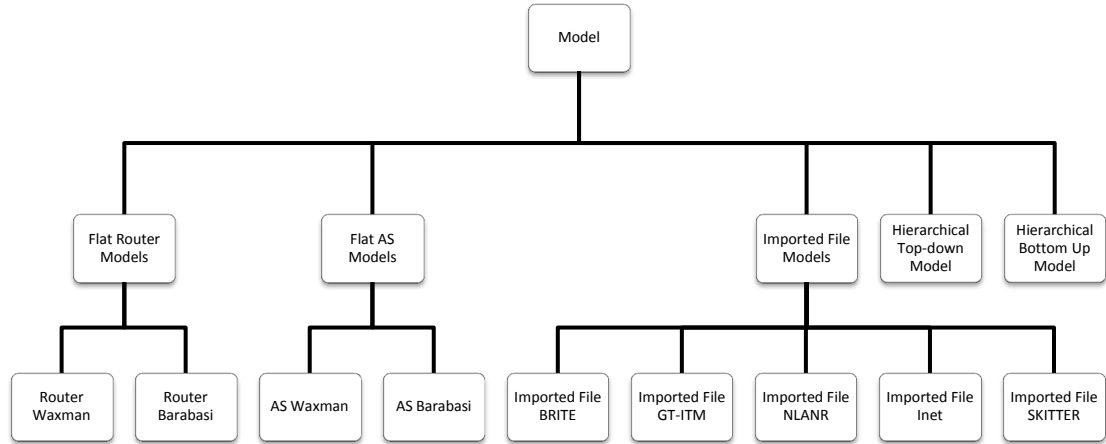 Model
Flat Router
Models
Flat AS
Models
Imported File
Models
Hierarchical
Top-down
Model
Hierarchical
Bottom Up
Model
Router
Waxman
Router
Barabasi
AS Waxman
AS Barabasi
Imported File
BRITE
Imported File
GT-ITM
Imported File
NLANR
Imported File
Inet
Imported File
SKITTER